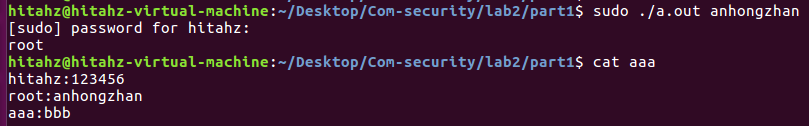 hitahz@hitahz-virtual-machine:~/Desktop/Com-security/lab2/part1$ sudo ./a.out anhongzhan
[sudo] password for hitahz:
root
hitahz@hitahz-virtual-machine:~/Desktop/Com-security/lab2/part1$ cat aaa
hitahz:123456
root:anhongzhan
aaa:bbb